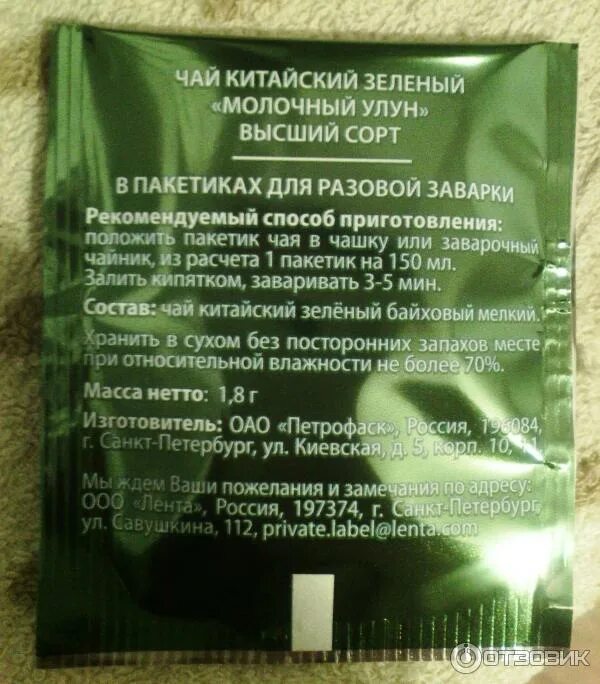 ЧАЙ КИТАЙСКИЙ ЗЕЛЕНЫЙ
«МОЛОЧНЫЙ УЛУН»
ВЫСШИЙ СОРТ
В ПАКЕТИКАХ ДЛЯ РАЗОВОЙ ЗАВАРКИ
Рекомендуемый способ приготовления:
положить пакетик чая в чашку или заварочный
чайник, из расчета 1 пакетик на 150 мл.
Залить кипятком, заваривать 3-5 мин.
Состав: чай китайский зелёный байховый мелкий.
Хранить в сухом без посторонних запахов месте
при относительной влажности не более 70%.
Масса нетто: 1,8 г
Изготовитель: ОАО «Петрофаск», Россия, 196084,
г. Санкт-Петербург, ул. Киевская, д. 5, корп. 10, 11
Мы ждем Ваши пожелания и замечания по адресу:
ООО «Лента», Россия, 197374, г. Санкт-Петербург,
ул. Савушкина, 112, private.label@lenta.com
ОТЗОВИК